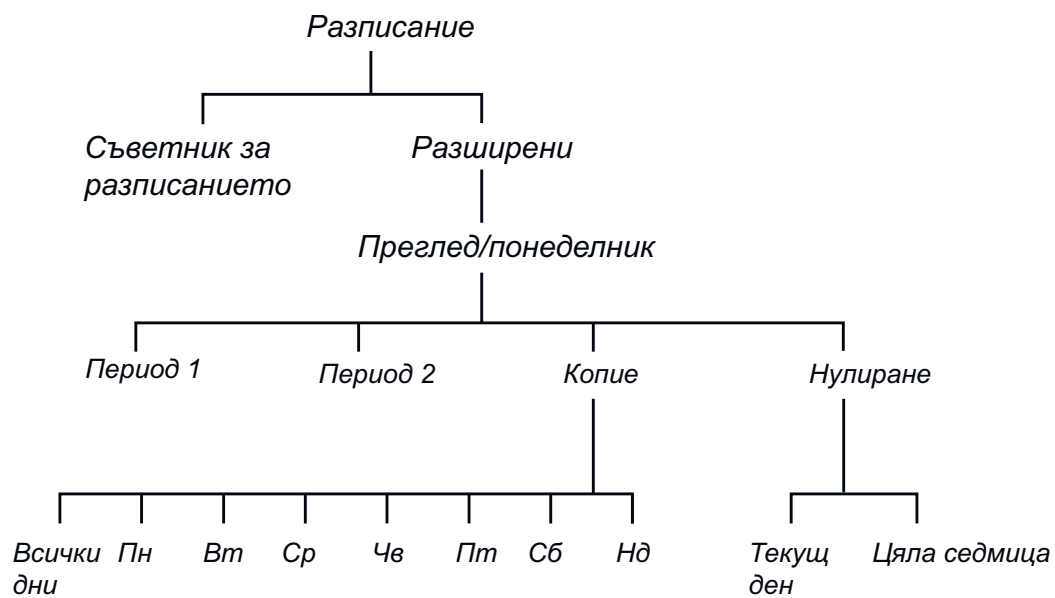 Разписание
Съветник за
разписанието
Разширени
Преглед/понеделник
Период 1
Период 2
Копие
Нулиране
Всички
дни
Пн
Вт
Ср
Чв
Пт
Сб
Нд
Текущ
ден
Цяла седмица